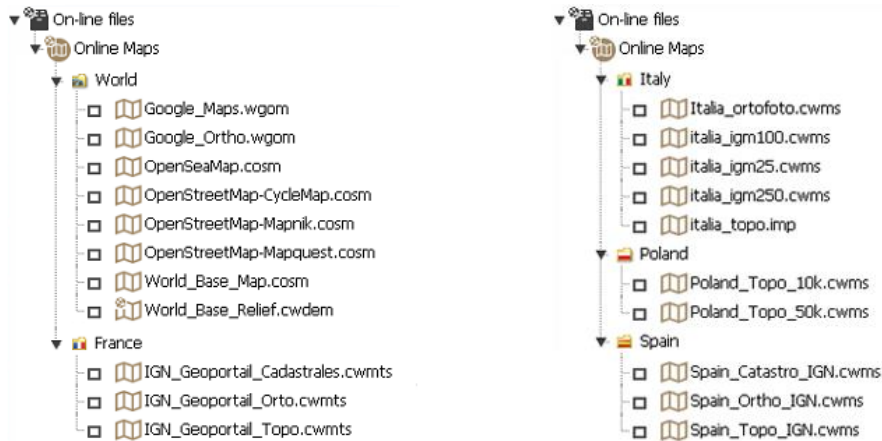 On-line files
Online Maps
World
Google_Maps.wgom
Google_Ortho.wgom
OpenSeaMap.cosm
OpenStreetMap-CycleMap.cosm
OpenStreetMap-Mapnik.cosm
OpenStreetMap-Mapquest.cosm
World_Base_Map.cosm
World_Base_Relief.cwdem
France
IGN_Geoportail_Cadastrales.cwmts
IGN_Geoportail_Orto.cwmts
IGN_Geoportail_Topo.cwmts
On-line files
Online Maps
Italy
Italia_ortofoto.cwms
italia_igm100.cwms
italia_igm25.cwms
italia_igm250.cwms
italia_topo.imp
Poland
Poland_Topo_10k.cwms
Poland_Topo_50k.cwms
Spain
Spain_Catastro_IGN.cwms
Spain_Ortho_IGN.cwms
Spain_Topo_IGN.cwms